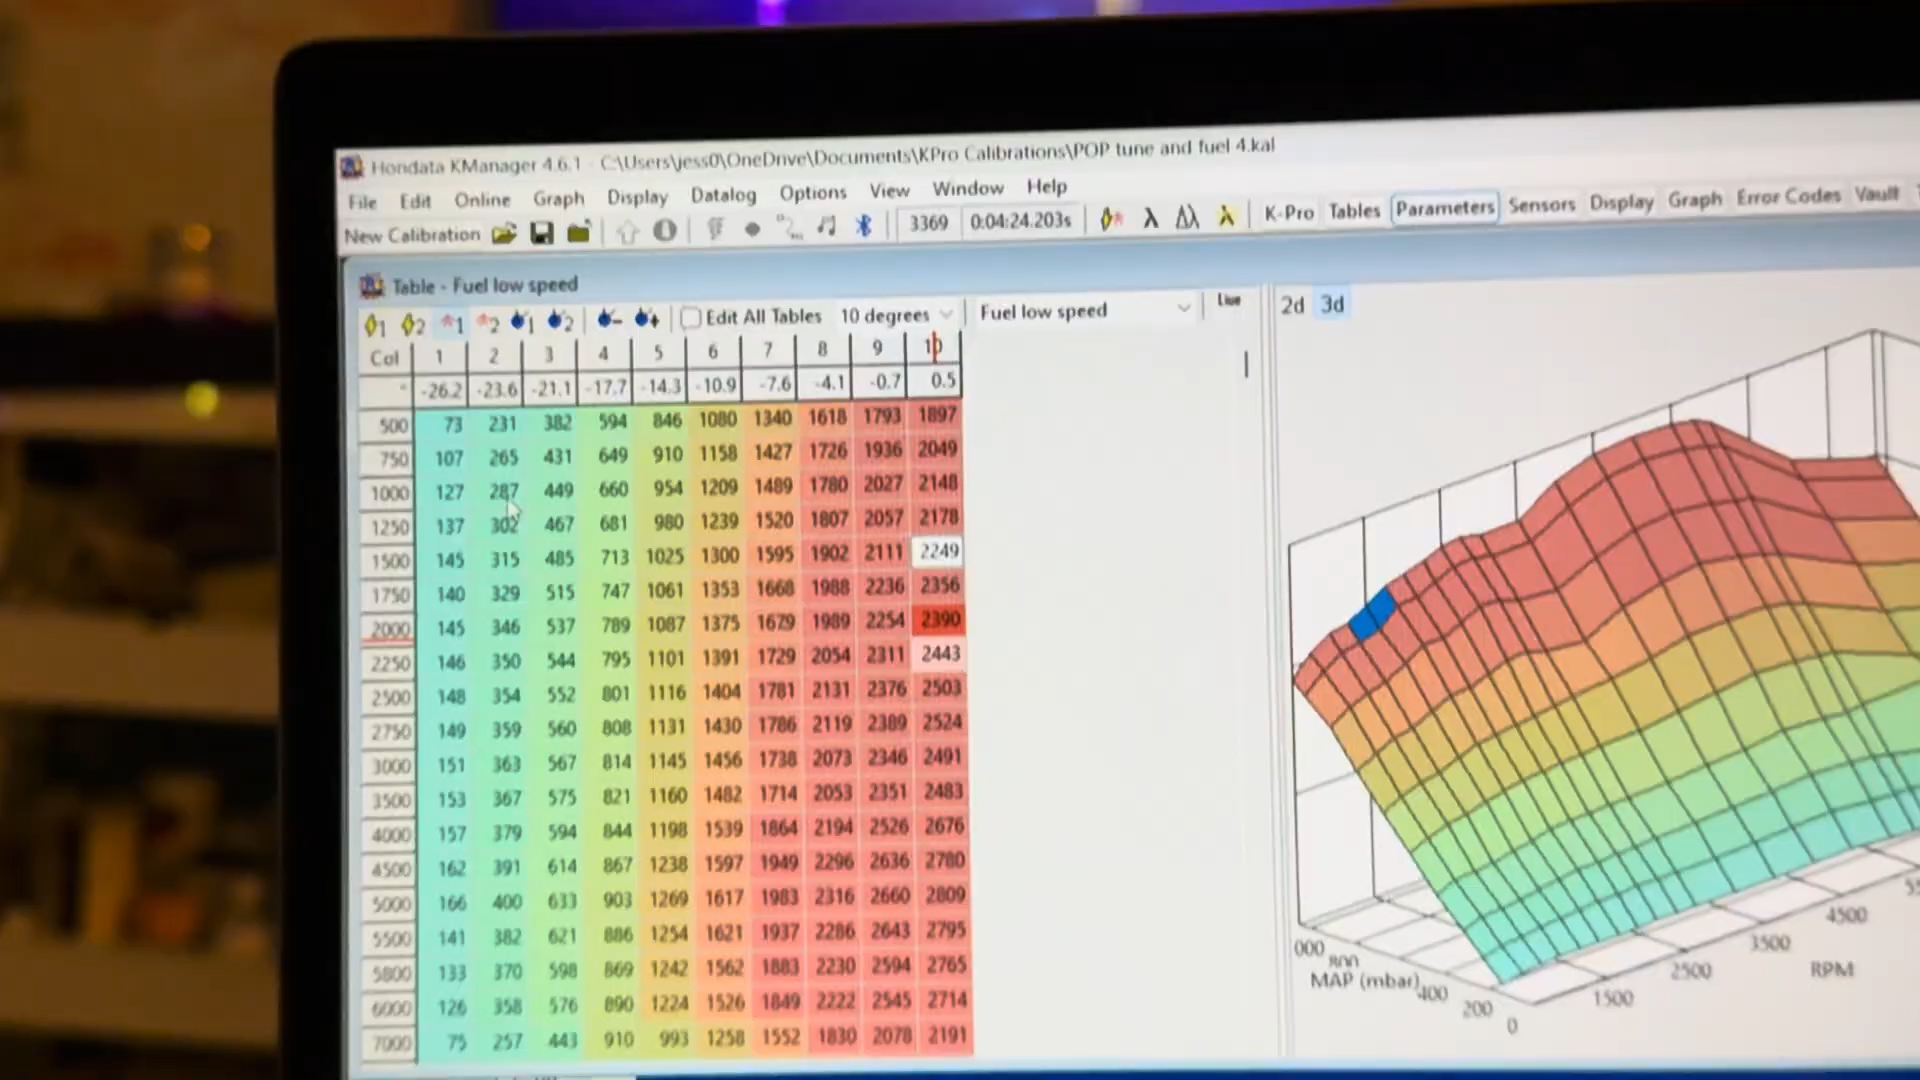 Hondata KManager 4.6.1 - C:\Users\jess0\OneDrive\Documents\KPro Calibrations\POP tune and fuel 4.kal
File Edit Online Graph Display Datalog Options View Window Help
New Calibration 3369 0:04:24.203s K-Pro Tables Parameters Sensors Display Graph Error Codes Vault
Table - Fuel low speed
1 2 1 2 1 2 Edit All Tables 10 degrees Fuel low speed Live 2d 3d
Col 1 2 3 4 5 6 7 8 9 10
" -26.2 -23.6 -21.1 -17.7 -14.3 -10.9 -7.6 -4.1 -0.7 0.5
500 73 231 382 594 846 1080 1340 1618 1793 1897
750 107 265 431 649 910 1158 1427 1726 1936 2049
1000 127 287 449 660 954 1209 1489 1780 2027 2148
1250 137 302 467 681 980 1239 1520 1807 2057 2178
1500 145 315 485 713 1025 1300 1595 1902 2111 2249
1750 140 329 515 747 1061 1353 1668 1988 2236 2356
2000 145 346 537 789 1087 1375 1679 1989 2254 2390
2250 146 350 544 795 1101 1391 1729 2054 2311 2443
2500 148 354 552 801 1116 1404 1781 2131 2376 2503
2750 149 359 560 808 1131 1430 1786 2119 2389 2524
3000 151 363 567 814 1145 1456 1738 2073 2346 2491
3500 153 367 575 821 1160 1482 1714 2053 2351 2483
4000 157 379 594 844 1198 1539 1864 2194 2526 2676
4500 162 391 614 867 1238 1597 1949 2296 2636 2780
5000 166 400 633 903 1269 1617 1983 2316 2660 2809
5500 141 382 621 886 1254 1621 1937 2286 2643 2795
5800 133 370 598 869 1242 1562 1883 2230 2594 2765
6000 126 358 576 890 1224 1526 1849 2222 2545 2714
7000 75 257 443 910 993 1258 1552 1830 2078 2191
000 800 400 200 0
MAP (mbar)
1500 2500 3500 4500 55
RPM